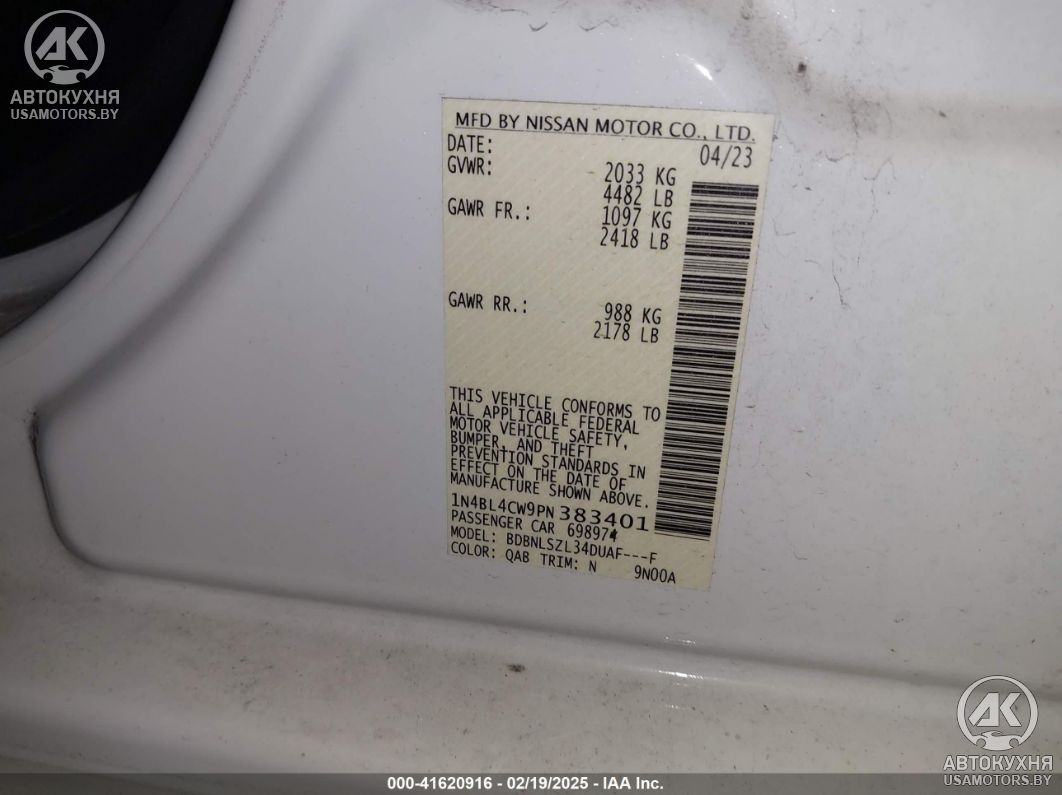 AK
АВТОКУХНЯ
USAMOTORS.BY
MFD BY NISSAN MOTOR CO., LTD.
DATE: 04/23
GVWR: 2033 KG
4482 LB
GAWR FR.: 1097 KG
2418 LB
GAWR RR.: 988 KG
2178 LB
THIS VEHICLE CONFORMS TO
ALL APPLICABLE FEDERAL
MOTOR VEHICLE SAFETY,
BUMPER, AND THEFT
PREVENTION STANDARDS IN
EFFECT ON THE DATE OF
MANUFACTURE SHOWN ABOVE.
1N4BL4CW9PN383401
PASSENGER CAR 698974
MODEL: BDBNLSZL34DUAF---F
COLOR: QAB TRIM: N 9N00A
AK
АВТОКУХНЯ
USAMOTORS.BY
000-41620916 - 02/19/2025 - IAA Inc.